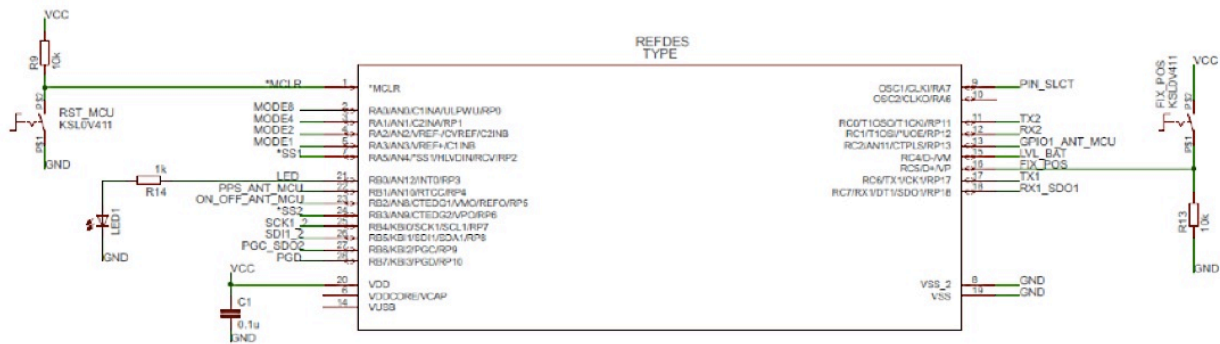 VCC
R9
10k
*MCLR
P$2
P$1
RST_MCU
KSL0V411
GND
MODE8
MODE4
MODE2
MODE1
*SS1
LED
PPS_ANT_MCU
ON_OFF_ANT_MCU
*SS2
SCK1_2
SDI1_2
PGC_SDO2
PGD
1k
R14
LED1
GND
VCC
C1
0.1u
GND
REFDES
TYPE
1 *MCLR
2 RA0/AN0/C1INA/ULPWU/RP0
3 RA1/AN1/C2INA/RP1
4 RA2/AN2/VREF-/CVREF/C2INB
5 RA3/AN3/VREF+/C1INB
7 RA5/AN4/*SS1/HLVDIN/RCV/RP2
21 RB0/AN12/INT0/RP3
22 RB1/AN10/RTCC/RP4
23 RB2/AN8/CTEDG1/VMO/REFO/RP5
24 RB3/AN9/CTEDG2/VPO/RP6
25 RB4/KBI0/SCK1/SCL1/RP7
26 RB5/KBI1/SDI1/SDA1/RP8
27 RB6/KBI2/PGC/RP9
28 RB7/KBI3/PGD/RP10
20 VDD
6 VDDCORE/VCAP
14 VUSB
OSC1/CLKI/RA7 9 PIN_SLCT
OSC2/CLKO/RA6 10
RC0/T1OSO/T1CKI/RP11 11 TX2
RC1/T1OSI/*UOE/RP12 12 RX2
RC2/AN11/CTPLS/RP13 13 GPIO1_ANT_MCU
RC4/D-/VM 15 LVL_BAT
RC5/D+/VP 16 FIX_POS
RC6/TX1/CK1/RP17 17 TX1
RC7/RX1/DT1/SDO1/RP18 18 RX1_SDO1
VSS_2 8 GND
VSS 19 GND
VCC
FIX_POS
KSL0V411
P$2
P$1
R13
10k
GND